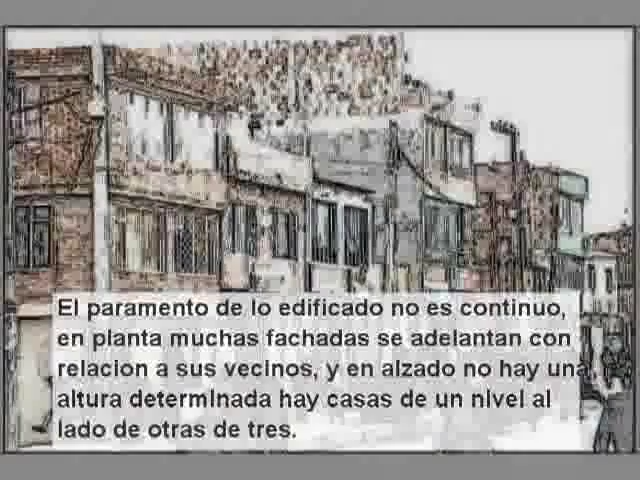 El paramento de lo edificado no es continuo,
en planta muchas fachadas se adelantan con
relacion a sus vecinos, y en alzado no hay una
altura determinada hay casas de un nivel al
lado de otras de tres.